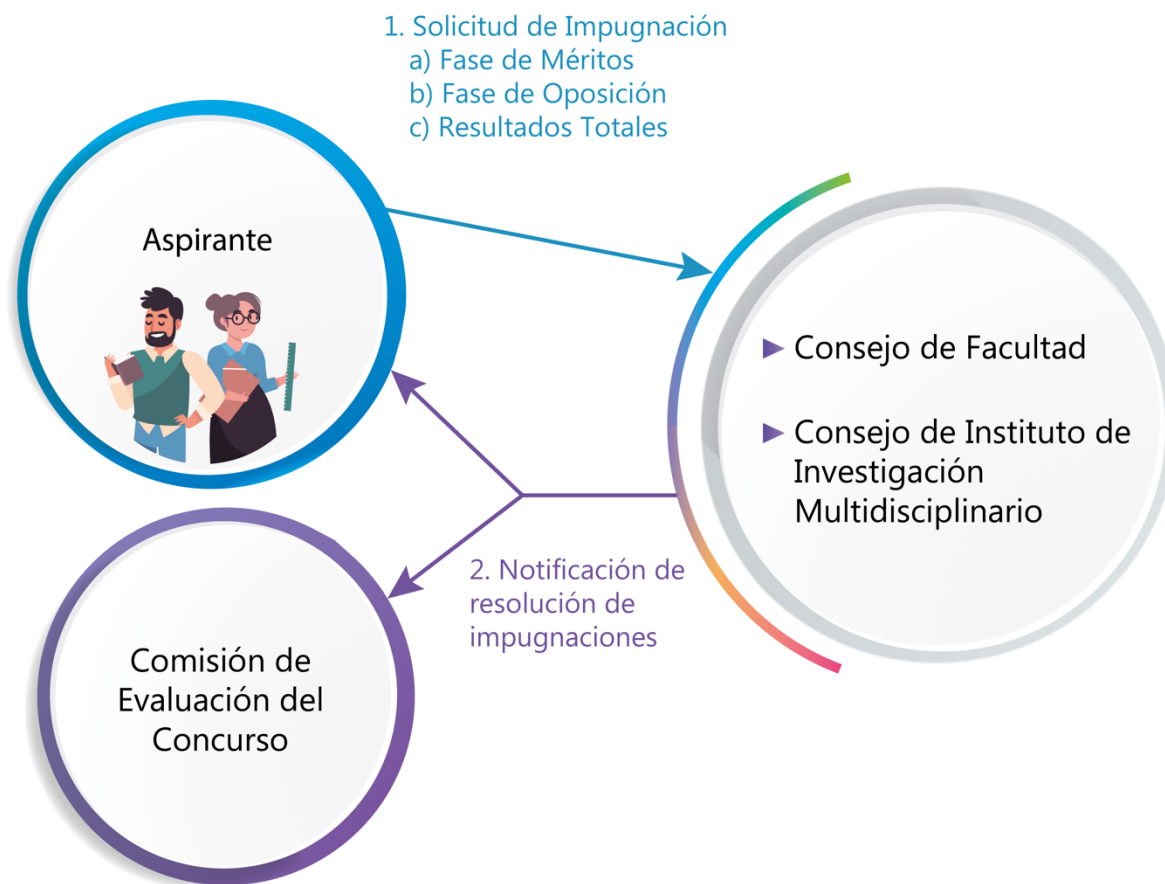 1. Solicitud de Impugnación
a) Fase de Méritos
b) Fase de Oposición
c) Resultados Totales
Aspirante
Consejo de Facultad
Consejo de Instituto de
Investigación
Multidisciplinario
2. Notificación de
resolución de
impugnaciones
Comisión de
Evaluación del
Concurso